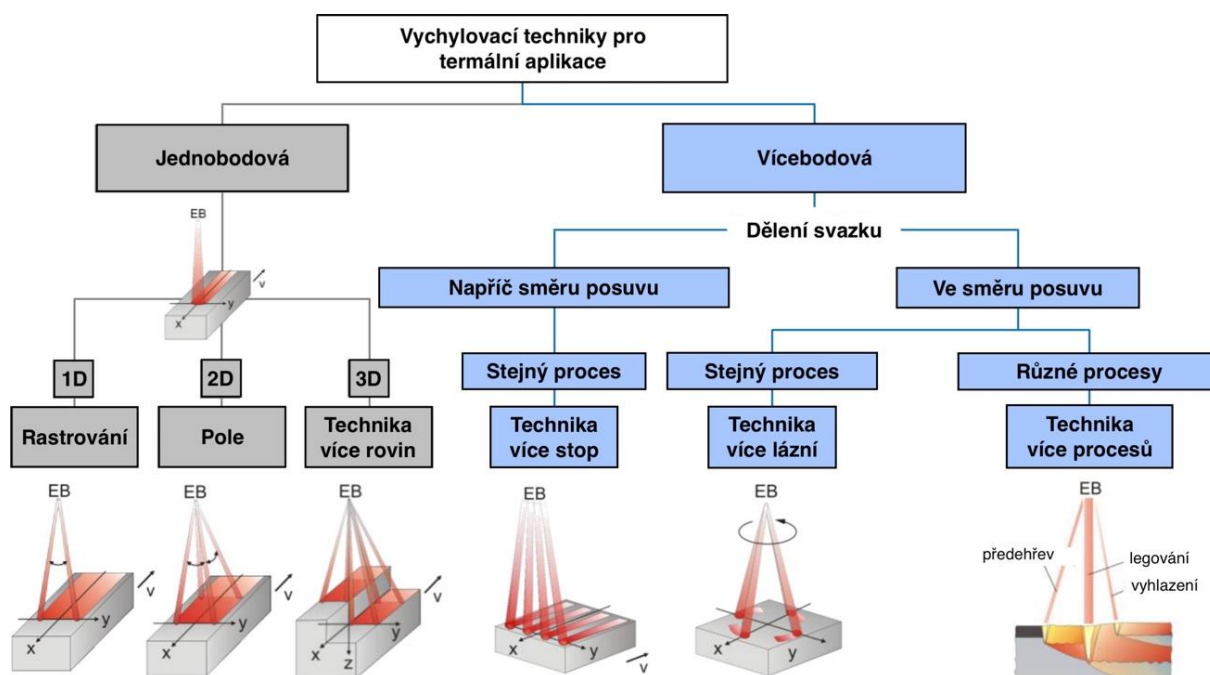 Vychylovací techniky pro
termální aplikace
Jednobodová
Vícebodová
EB
v
y
x
Dělení svazku
Napříč směru posuvu
Ve směru posuvu
1D
2D
3D
Stejný proces
Stejný proces
Různé procesy
Rastrování
Pole
Technika
více rovin
Technika
více stop
Technika
více lázní
Technika
více procesů
EB
v
y
x
EB
v
y
x
EB
v
y
x
z
EB
x
y
v
EB
x
y
EB
předehřev
legování
vyhlazení